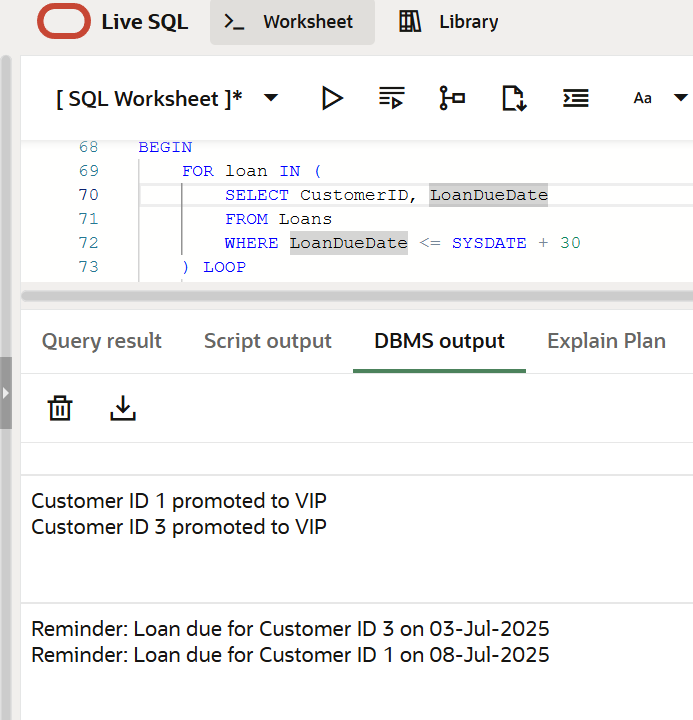 Live SQL
Worksheet
Library
[ SQL Worksheet ]*
Aa
68 BEGIN
69 FOR loan IN (
70 SELECT CustomerID, LoanDueDate
71 FROM Loans
72 WHERE LoanDueDate <= SYSDATE + 30
73 ) LOOP
Query result Script output DBMS output Explain Plan
Customer ID 1 promoted to VIP
Customer ID 3 promoted to VIP
Reminder: Loan due for Customer ID 3 on 03-Jul-2025
Reminder: Loan due for Customer ID 1 on 08-Jul-2025